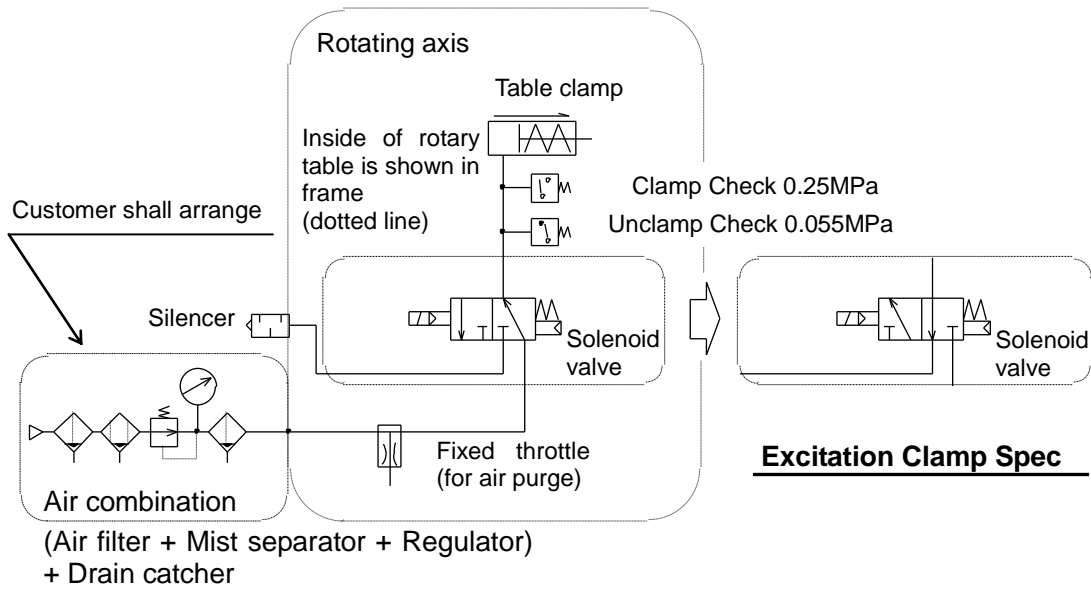 Rotating axis
Table clamp
Inside of rotary
table is shown in
frame
(dotted line)
Clamp Check 0.25MPa
Unclamp Check 0.055MPa
Customer shall arrange
Silencer
Solenoid
valve
Solenoid
valve
Fixed throttle
(for air purge)
Excitation Clamp Spec
Air combination
(Air filter + Mist separator + Regulator)
+ Drain catcher